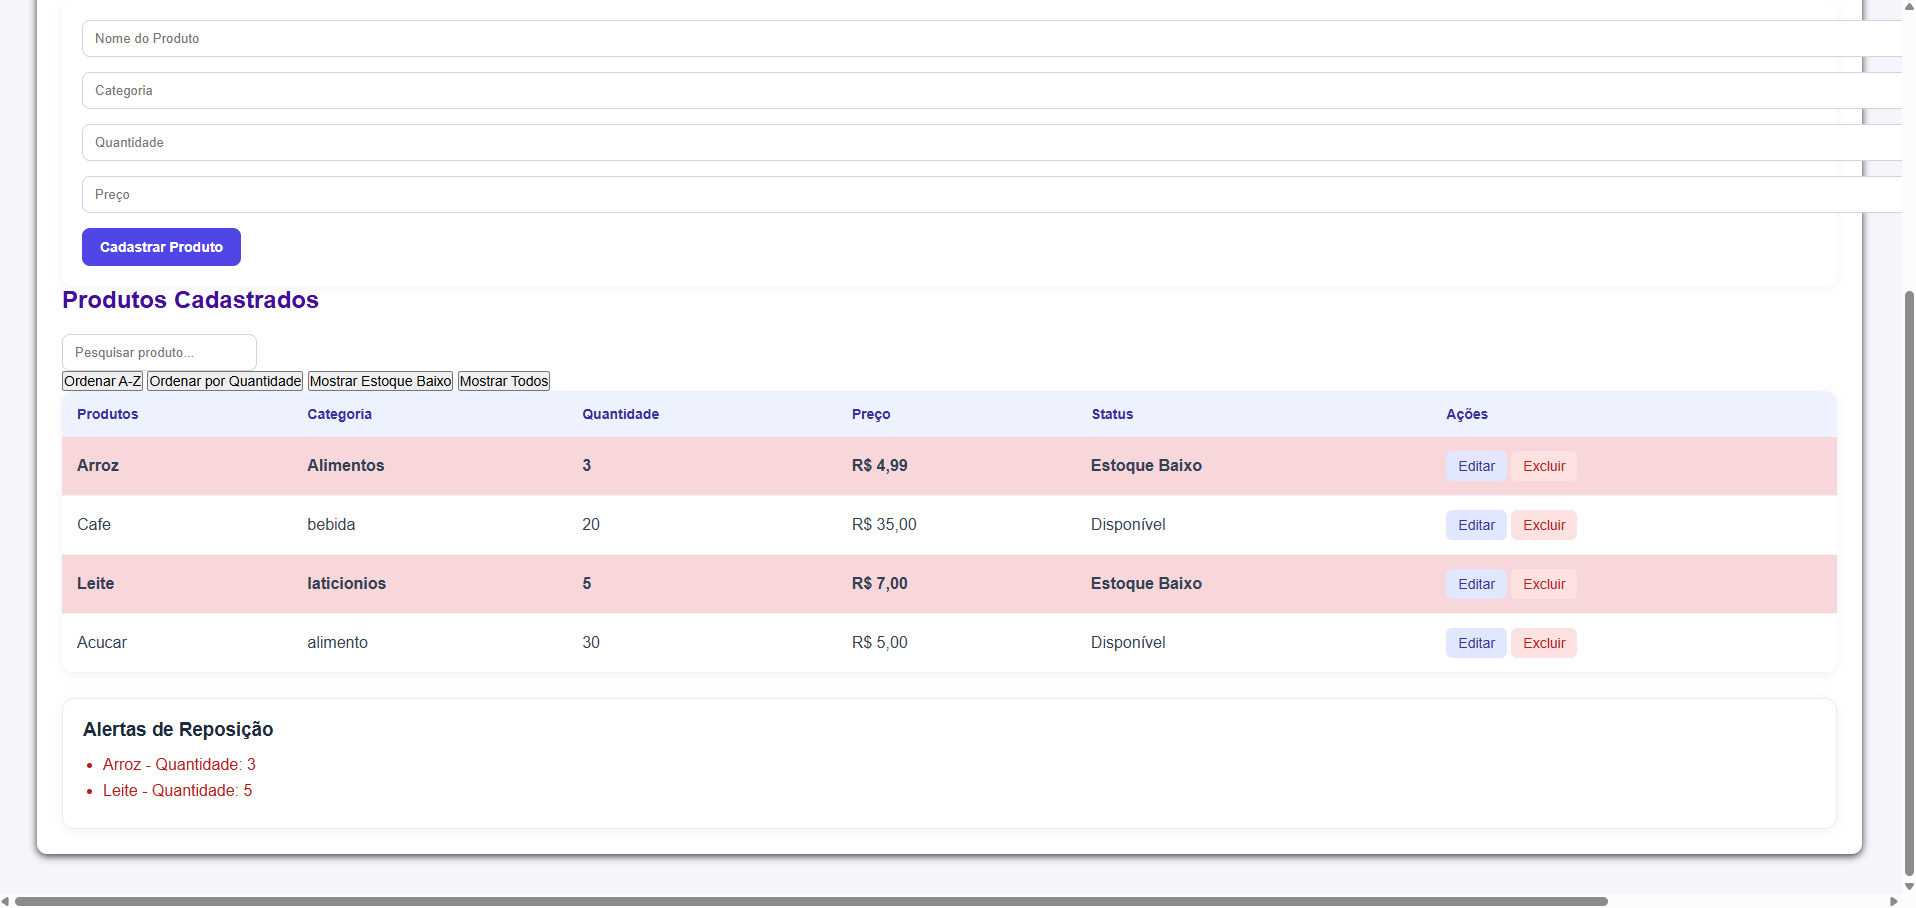 Nome do Produto
Categoria
Quantidade
Preço
Cadastrar Produto
Produtos Cadastrados
Pesquisar produto...
Ordenar A-Z Ordenar por Quantidade Mostrar Estoque Baixo Mostrar Todos
Produtos Categoria Quantidade Preço Status Ações
Arroz Alimentos 3 R$ 4,99 Estoque Baixo Editar Excluir
Cafe bebida 20 R$ 35,00 Disponível Editar Excluir
Leite laticionios 5 R$ 7,00 Estoque Baixo Editar Excluir
Acucar alimento 30 R$ 5,00 Disponível Editar Excluir
Alertas de Reposição
• Arroz - Quantidade: 3
• Leite - Quantidade: 5